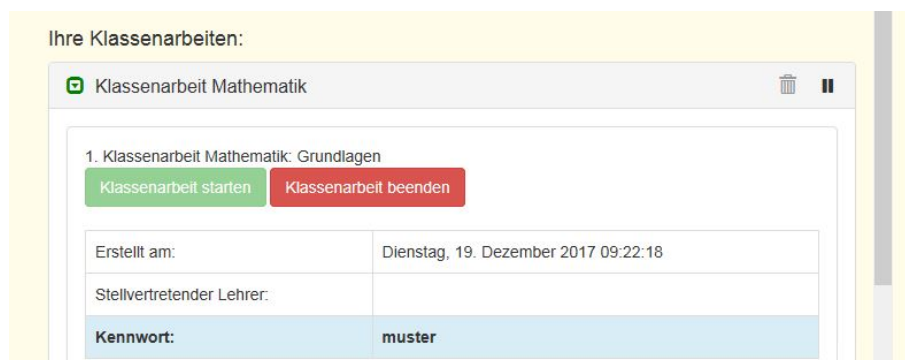 Ihre Klassenarbeiten:
Klassenarbeit Mathematik
1. Klassenarbeit Mathematik: Grundlagen
Klassenarbeit starten Klassenarbeit beenden
Erstellt am: Dienstag, 19. Dezember 2017 09:22:18
Stellvertretender Lehrer:
Kennwort: muster